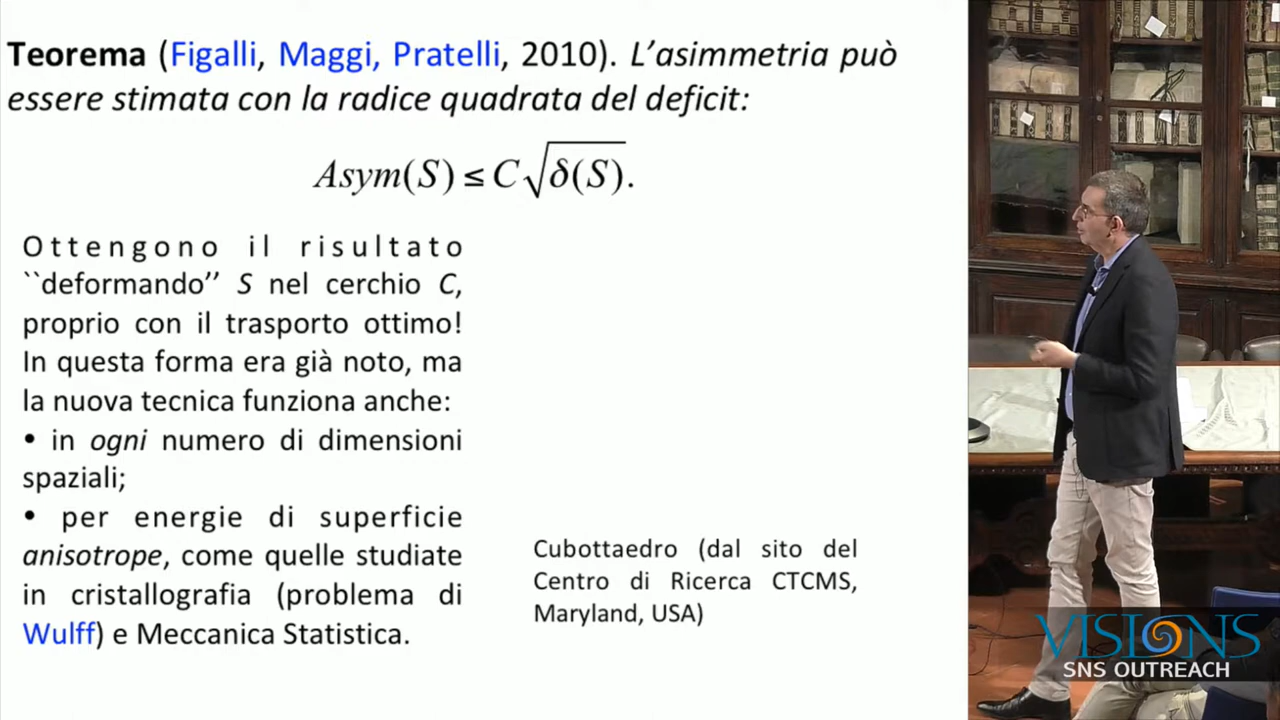 Teorema (Figalli, Maggi, Pratelli, 2010). L'asimmetria può
essere stimata con la radice quadrata del deficit:
Asym(S) ≤ C√δ(S).
Ottengono il risultato
``deformando'' S nel cerchio C,
proprio con il trasporto ottimo!
In questa forma era già noto, ma
la nuova tecnica funziona anche:
• in ogni numero di dimensioni
spaziali;
• per energie di superficie
anisotrope, come quelle studiate
in cristallografia (problema di
Wulff) e Meccanica Statistica.
Cubottaedro (dal sito del
Centro di Ricerca CTCMS,
Maryland, USA)
VISIONS
SNS OUTREACH